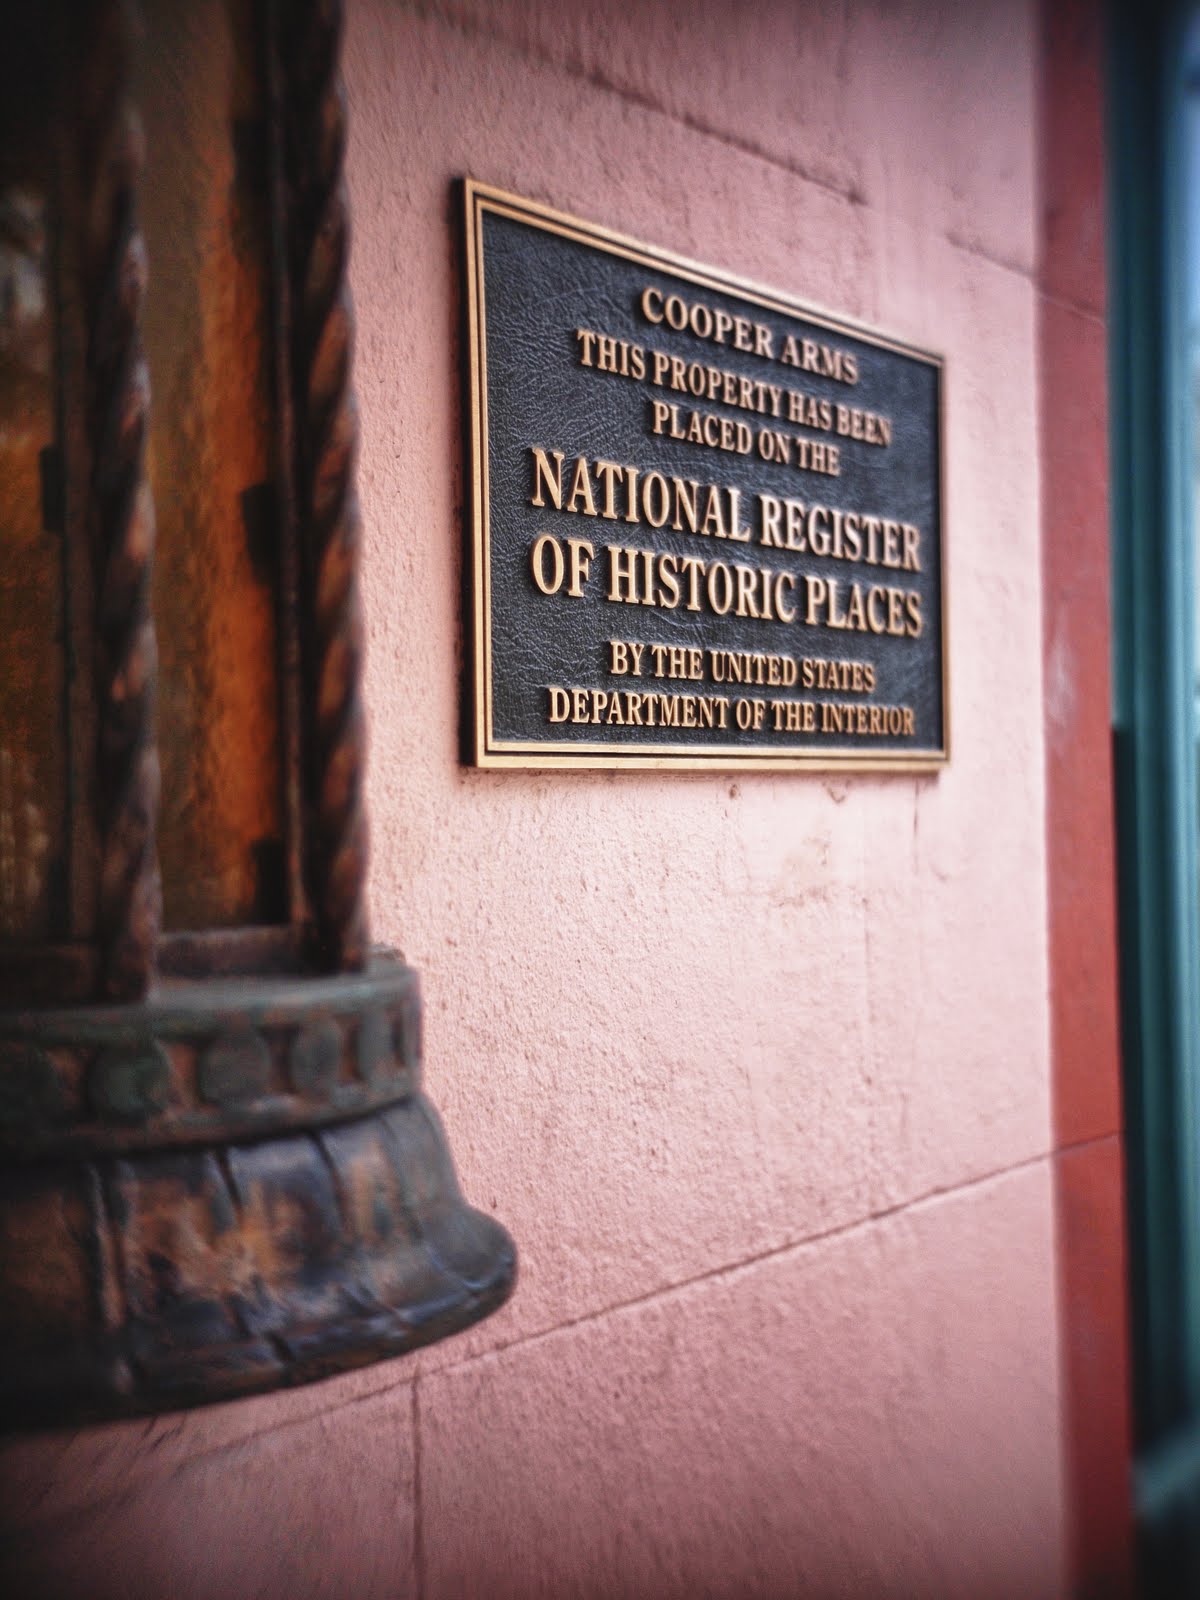 COOPER ARMS
THIS PROPERTY HAS BEEN
PLACED ON THE
NATIONAL REGISTER
OF HISTORIC PLACES
BY THE UNITED STATES
DEPARTMENT OF THE INTERIOR